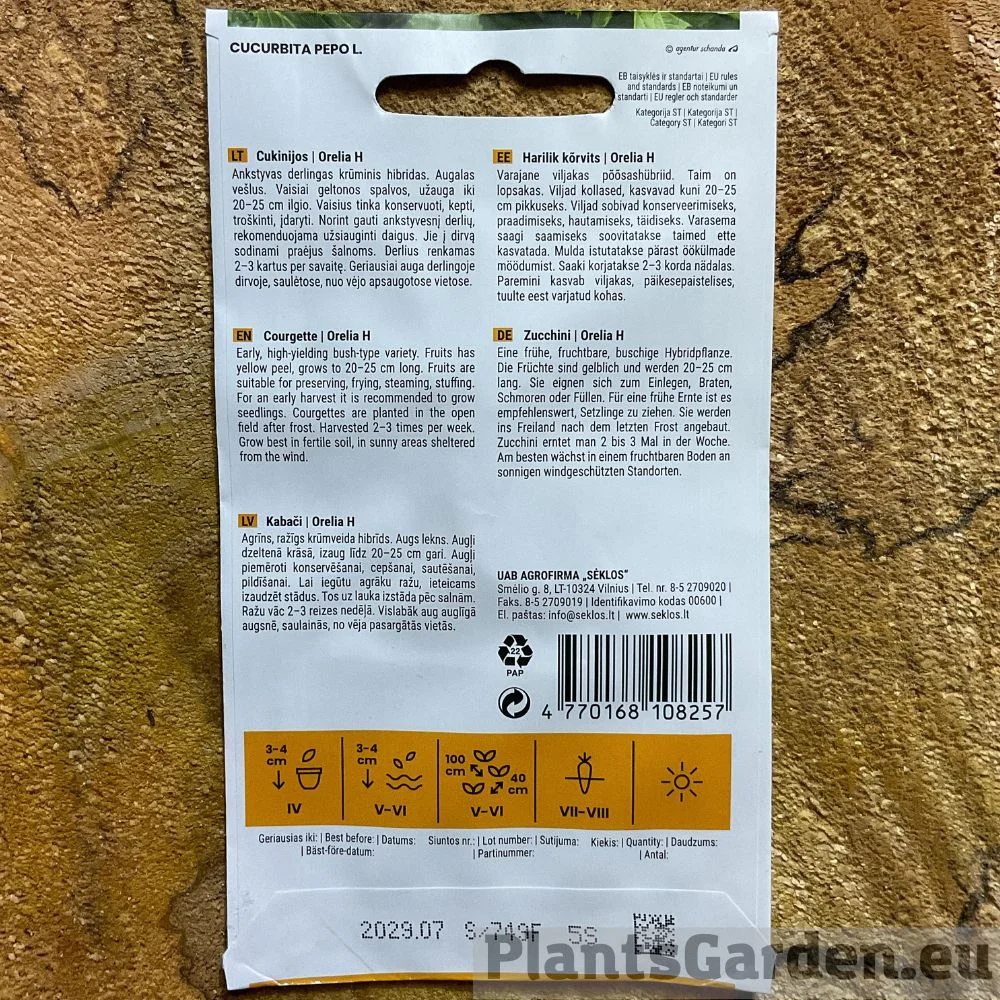 CUCURBITA PEPO L.
© agentur schanda
EB taisyklės ir standartai | EU rules
and standards | EB noteikumi un
standarti | EU regler och standarder
Kategorija ST | Kategorija ST |
Category ST | Kategori ST
LT Cukinijos | Orelia H
Ankstyvas derlingas krūminis hibridas. Augalas
vešlus. Vaisiai geltonos spalvos, užauga iki
20–25 cm ilgio. Vaisius tinka konservuoti, kepti,
troškinti, įdaryti. Norint gauti ankstyvesnį derlių,
rekomenduojama užsiauginti daigus. Jie į dirvą
sodinami praėjus šalnoms. Derlius renkamas
2–3 kartus per savaitę. Geriausiai auga derlingoje
dirvoje, saulėtose, nuo vėjo apsaugotose vietose.
EE Harilik kõrvits | Orelia H
Varajane viljakas põõsashübriid. Taim on
lopsakas. Viljad kollased, kasvavad kuni 20–25
cm pikkuseks. Viljad sobivad konserveerimiseks,
praadimiseks, hautamiseks, täidiseks. Varasema
saagi saamiseks soovitatakse taimed ette
kasvatada. Mulda istutatakse pärast öökülmade
möödumist. Saaki korjatakse 2–3 korda nädalas.
Paremini kasvab viljakas, päikesepaistelises,
tuulte eest varjatud kohas.
EN Courgette | Orelia H
Early, high-yielding bush-type variety. Fruits has
yellow peel, grows to 20–25 cm long. Fruits are
suitable for preserving, frying, steaming, stuffing.
For an early harvest it is recommended to grow
seedlings. Courgettes are planted in the open
field after frost. Harvested 2–3 times per week.
Grow best in fertile soil, in sunny areas sheltered
from the wind.
DE Zucchini | Orelia H
Eine frühe, fruchtbare, buschige Hybridpflanze.
Die Früchte sind gelblich und werden 20–25 cm
lang. Sie eignen sich zum Einlegen, Braten,
Schmoren oder Füllen. Für eine frühe Ernte ist es
empfehlenswert, Setzlinge zu ziehen. Sie werden
ins Freiland nach dem letzten Frost angebaut.
Zucchini erntet man 2 bis 3 Mal in der Woche.
Am besten wächst in einem fruchtbaren Boden an
sonnigen windgeschützten Standorten.
LV Kabači | Orelia H
Agrīns, ražīgs krūmveida hibrīds. Augs lekns. Augļi
dzeltenā krāsā, izaug līdz 20–25 cm gari. Augļi
piemēroti konservēšanai, cepšanai, sautēšanai,
pildīšanai. Lai iegūtu agrāku ražu, ieteicams
izaudzēt stādus. Tos uz lauka izstāda pēc salnām.
Ražu vāc 2–3 reizes nedēļā. Vislabāk aug auglīgā
augsnē, saulainās, no vēja pasargātās vietās.
UAB AGROFIRMA „SĖKLOS“
Smėlio g. 8, LT-10324 Vilnius | Tel. nr. 8-5 2709020 |
Faks. 8-5 2709019 | Identifikavimo kodas 00600 |
El. paštas: info@seklos.lt | www.seklos.lt
22
PAP
4 770168 108257
3–4
cm
IV
3–4
cm
V–VI
100
cm
40
cm
V–VI
VII–VIII
Geriausias iki: | Best before: | Datums:
| Bäst-före-datum:
Siuntos nr.: | Lot number: | Sutijuma:
| Partinummer:
Kiekis: | Quantity: | Daudzums:
| Antal:
2029.07 S/749F 5S
PlantsGarden.eu